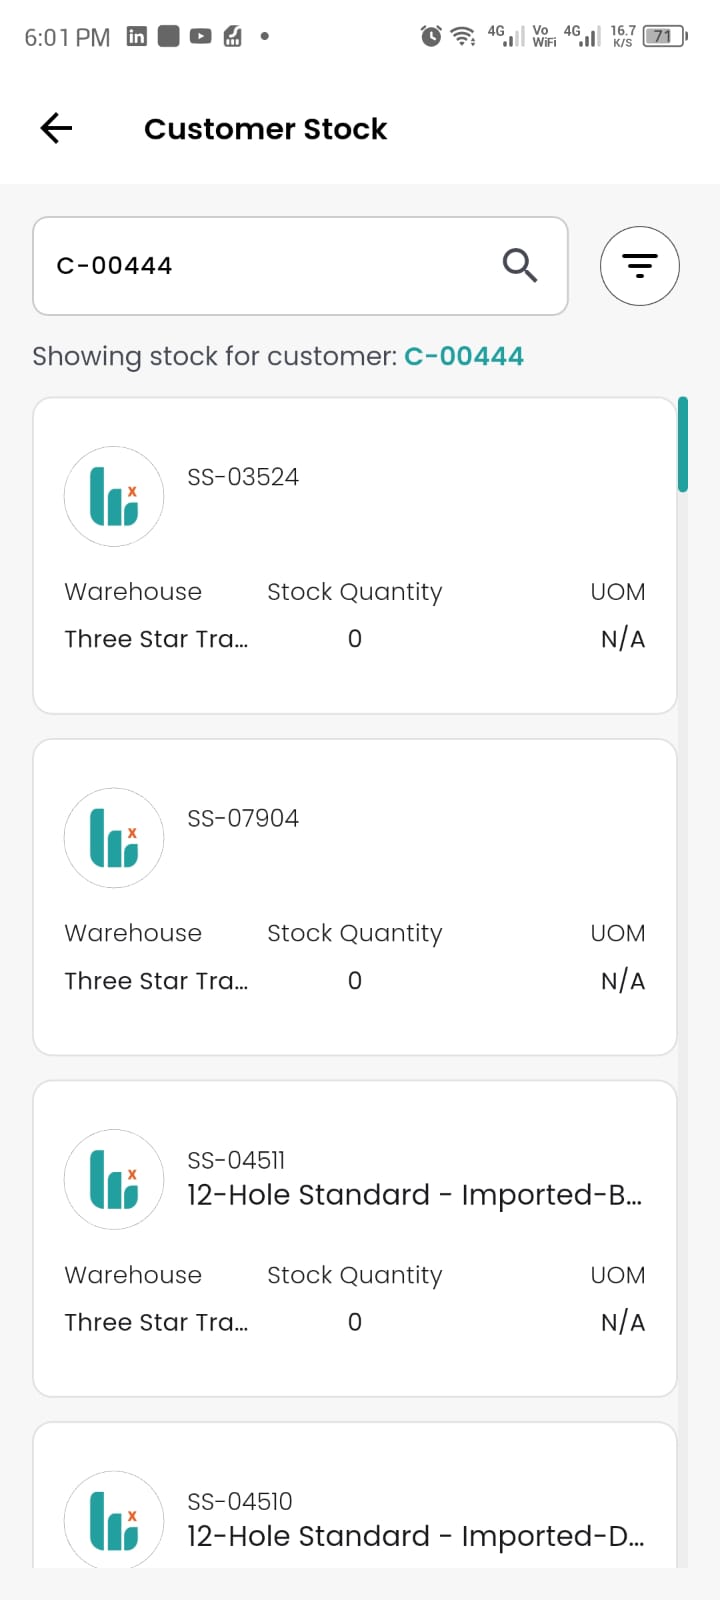 6:01 PM 4G Vo WiFi 4G 16.7 K/S 71
Customer Stock
C-00444
Showing stock for customer: C-00444
SS-03524
Warehouse Stock Quantity UOM
Three Star Tra... 0 N/A
SS-07904
Warehouse Stock Quantity UOM
Three Star Tra... 0 N/A
SS-04511
12-Hole Standard - Imported-B...
Warehouse Stock Quantity UOM
Three Star Tra... 0 N/A
SS-04510
12-Hole Standard - Imported-D...